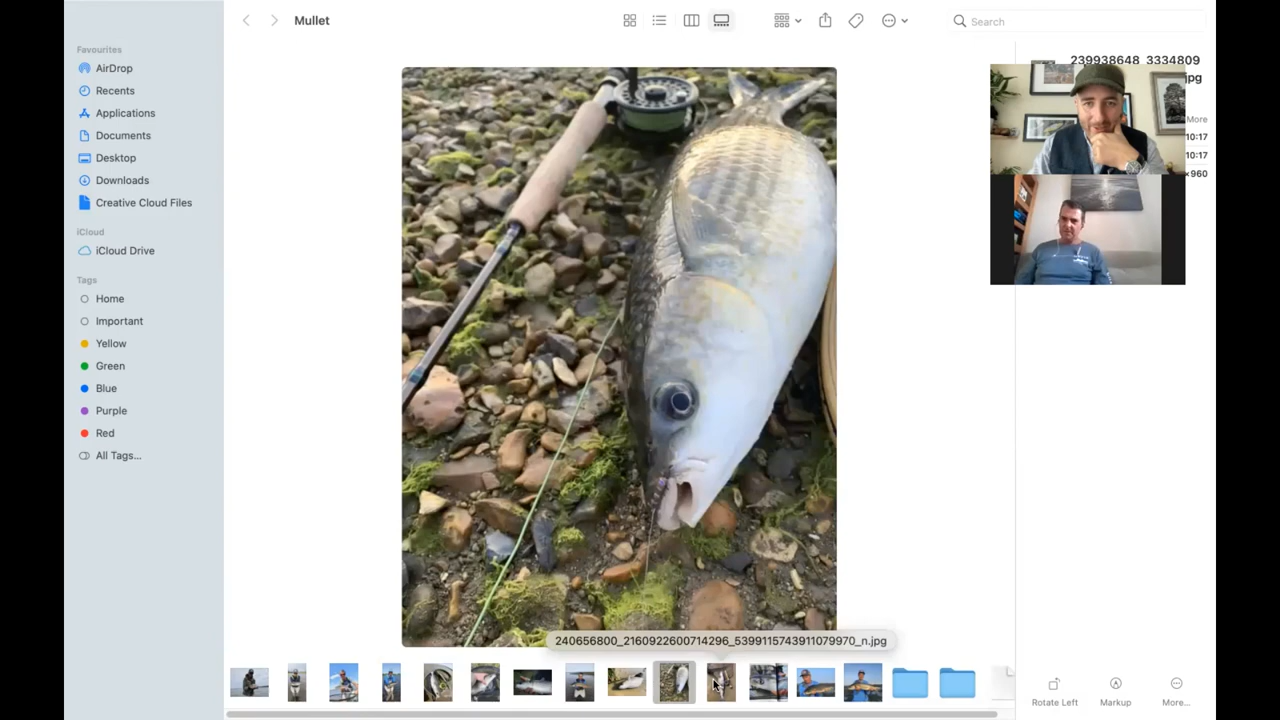 Mullet
Search
Favourites
AirDrop
Recents
Applications
Documents
Desktop
Downloads
Creative Cloud Files
iCloud
iCloud Drive
Tags
Home
Important
Yellow
Green
Blue
Purple
Red
All Tags...
239938648_3334809
jpg
More
10:17
10:17
×960
240656800_2160922600714296_5399115743911079970_n.jpg
Rotate Left
Markup
More...